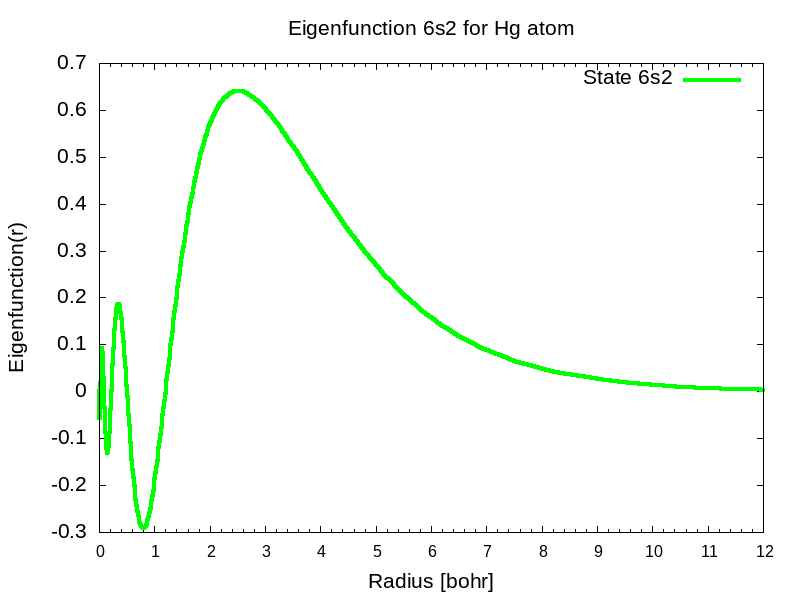 Eigenfunction 6s2 for Hg atom
State 6s2
Eigenfunction(r)
0.7
0.6
0.5
0.4
0.3
0.2
0.1
0
-0.1
-0.2
-0.3
0 1 2 3 4 5 6 7 8 9 10 11 12
Radius [bohr]